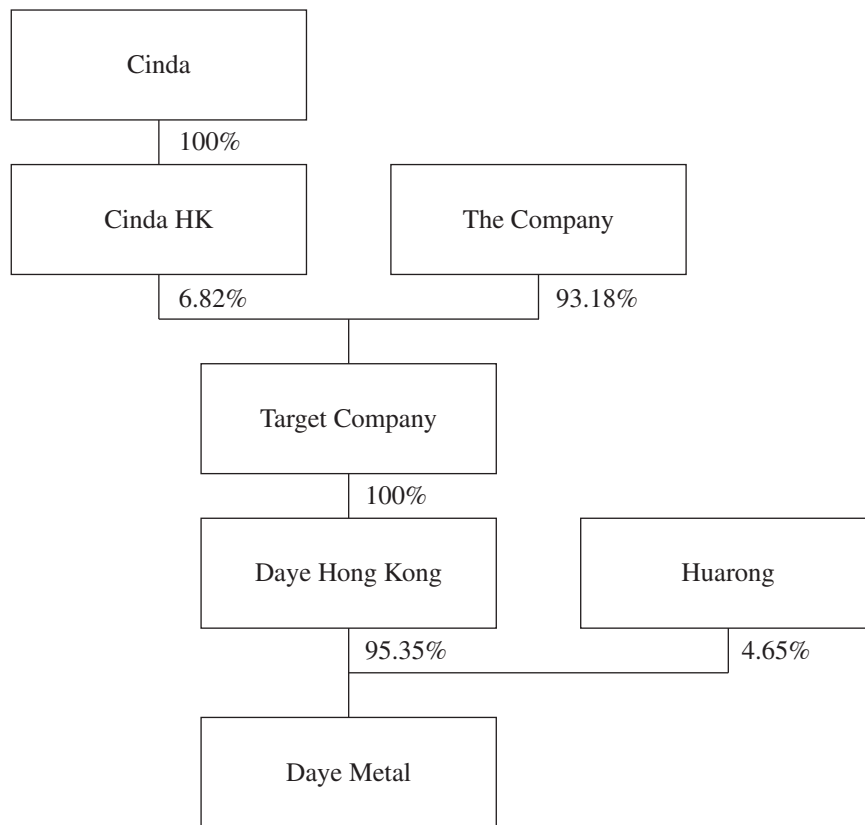 Cinda
100%
Cinda HK
The Company
6.82%
93.18%
Target Company
100%
Daye Hong Kong
Huarong
95.35%
4.65%
Daye Metal